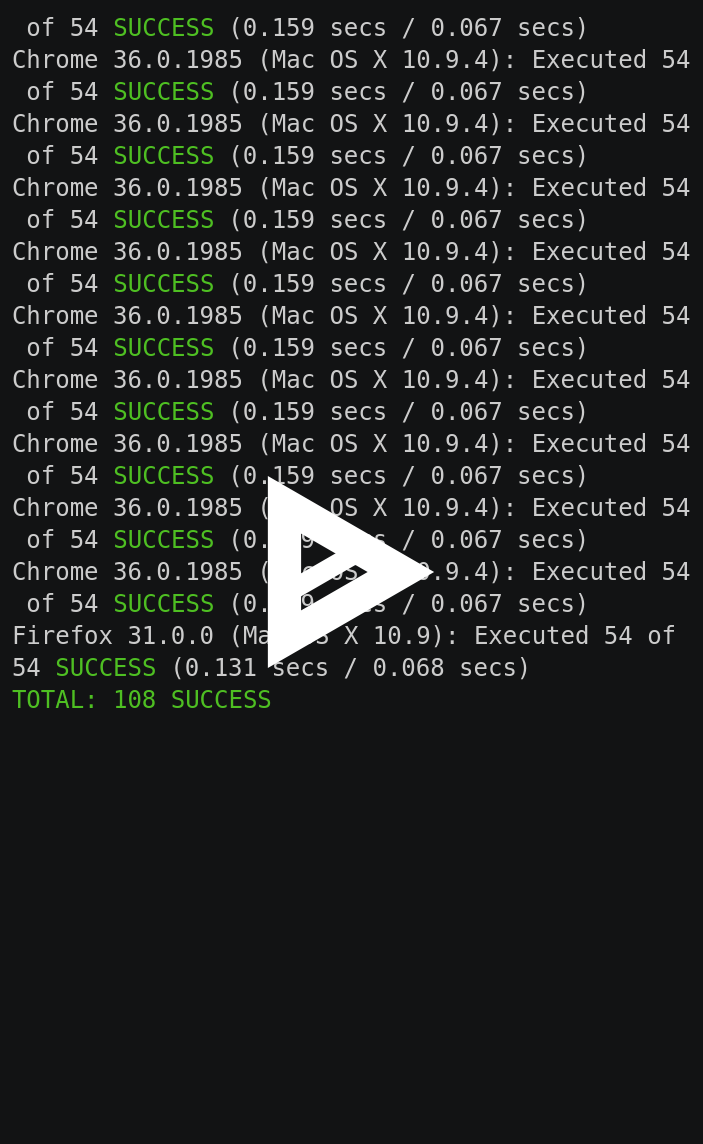 of 54 SUCCESS (0.159 secs / 0.067 secs)
Chrome 36.0.1985 (Mac OS X 10.9.4): Executed 54
of 54 SUCCESS (0.159 secs / 0.067 secs)
Chrome 36.0.1985 (Mac OS X 10.9.4): Executed 54
of 54 SUCCESS (0.159 secs / 0.067 secs)
Chrome 36.0.1985 (Mac OS X 10.9.4): Executed 54
of 54 SUCCESS (0.159 secs / 0.067 secs)
Chrome 36.0.1985 (Mac OS X 10.9.4): Executed 54
of 54 SUCCESS (0.159 secs / 0.067 secs)
Chrome 36.0.1985 (Mac OS X 10.9.4): Executed 54
of 54 SUCCESS (0.159 secs / 0.067 secs)
Chrome 36.0.1985 (Mac OS X 10.9.4): Executed 54
of 54 SUCCESS (0.159 secs / 0.067 secs)
Chrome 36.0.1985 (Mac OS X 10.9.4): Executed 54
of 54 SUCCESS (0.159 secs / 0.067 secs)
Chrome 36.0.1985 (Mac OS X 10.9.4): Executed 54
of 54 SUCCESS (0.159 secs / 0.067 secs)
Chrome 36.0.1985 (Mac OS X 10.9.4): Executed 54
of 54 SUCCESS (0.159 secs / 0.067 secs)
Firefox 31.0.0 (Mac OS X 10.9): Executed 54 of
54 SUCCESS (0.131 secs / 0.068 secs)
TOTAL: 108 SUCCESS